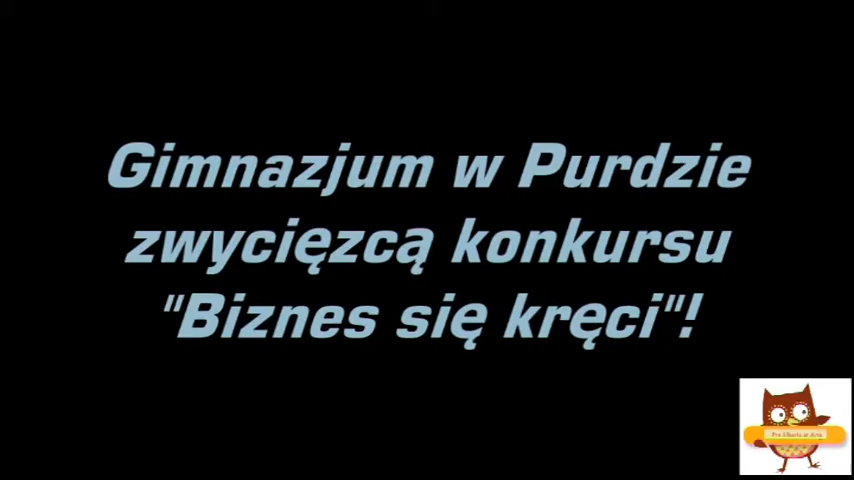 Gimnazjum w Purdzie
zwycięzcą konkursu
"Biznes się kręci"!